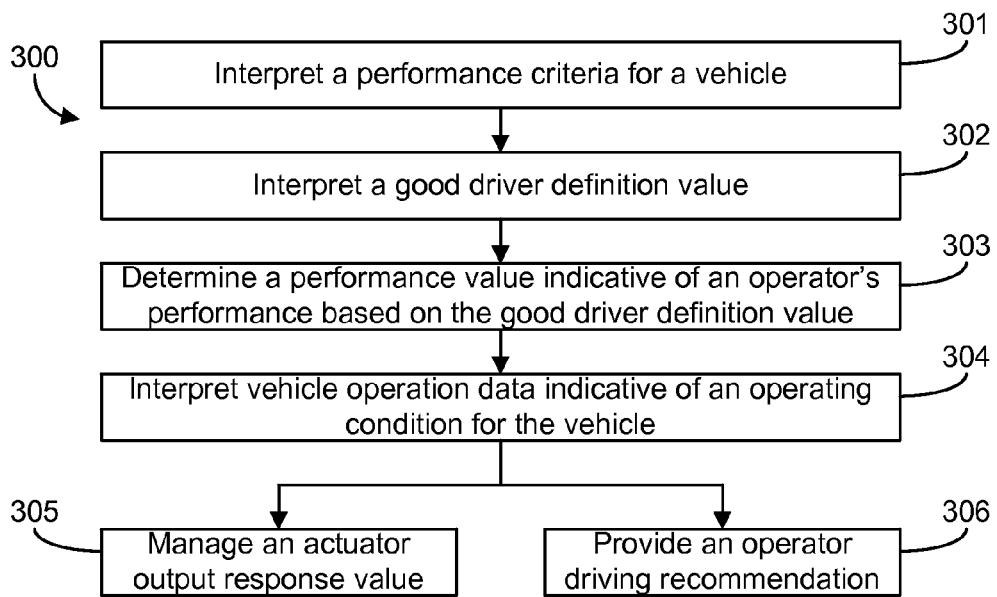 301
Interpret a performance criteria for a vehicle
300
302
Interpret a good driver definition value
303
Determine a performance value indicative of an operator's
performance based on the good driver definition value
304
Interpret vehicle operation data indicative of an operating
condition for the vehicle
305
Manage an actuator
output response value
306
Provide an operator
driving recommendation